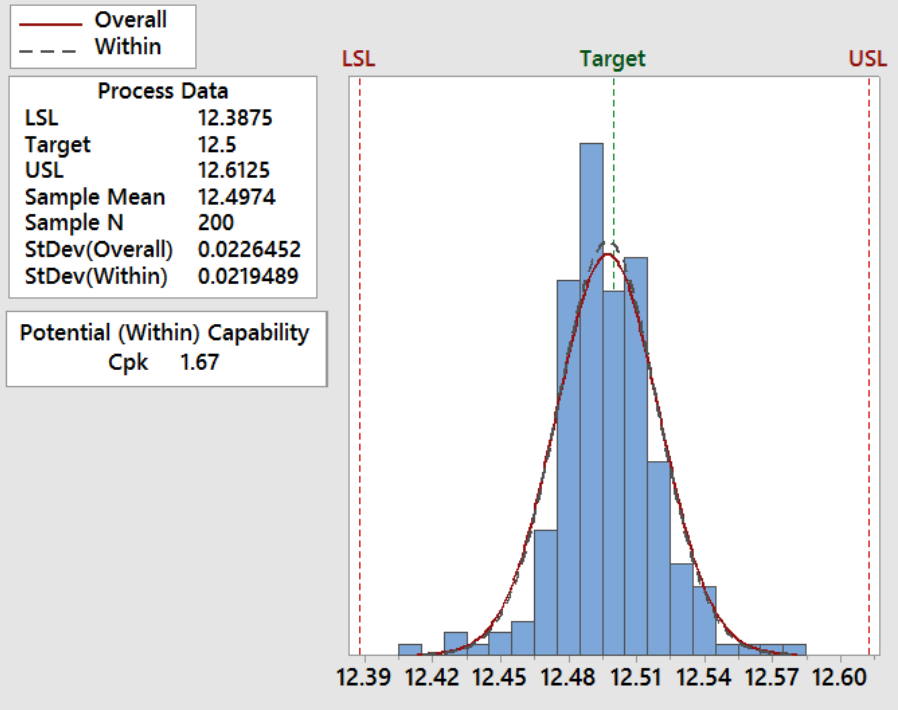 Overall
Within
Process Data
LSL 12.3875
Target 12.5
USL 12.6125
Sample Mean 12.4974
Sample N 200
StDev(Overall) 0.0226452
StDev(Within) 0.0219489
Potential (Within) Capability
Cpk 1.67
LSL Target USL
12.39 12.42 12.45 12.48 12.51 12.54 12.57 12.60